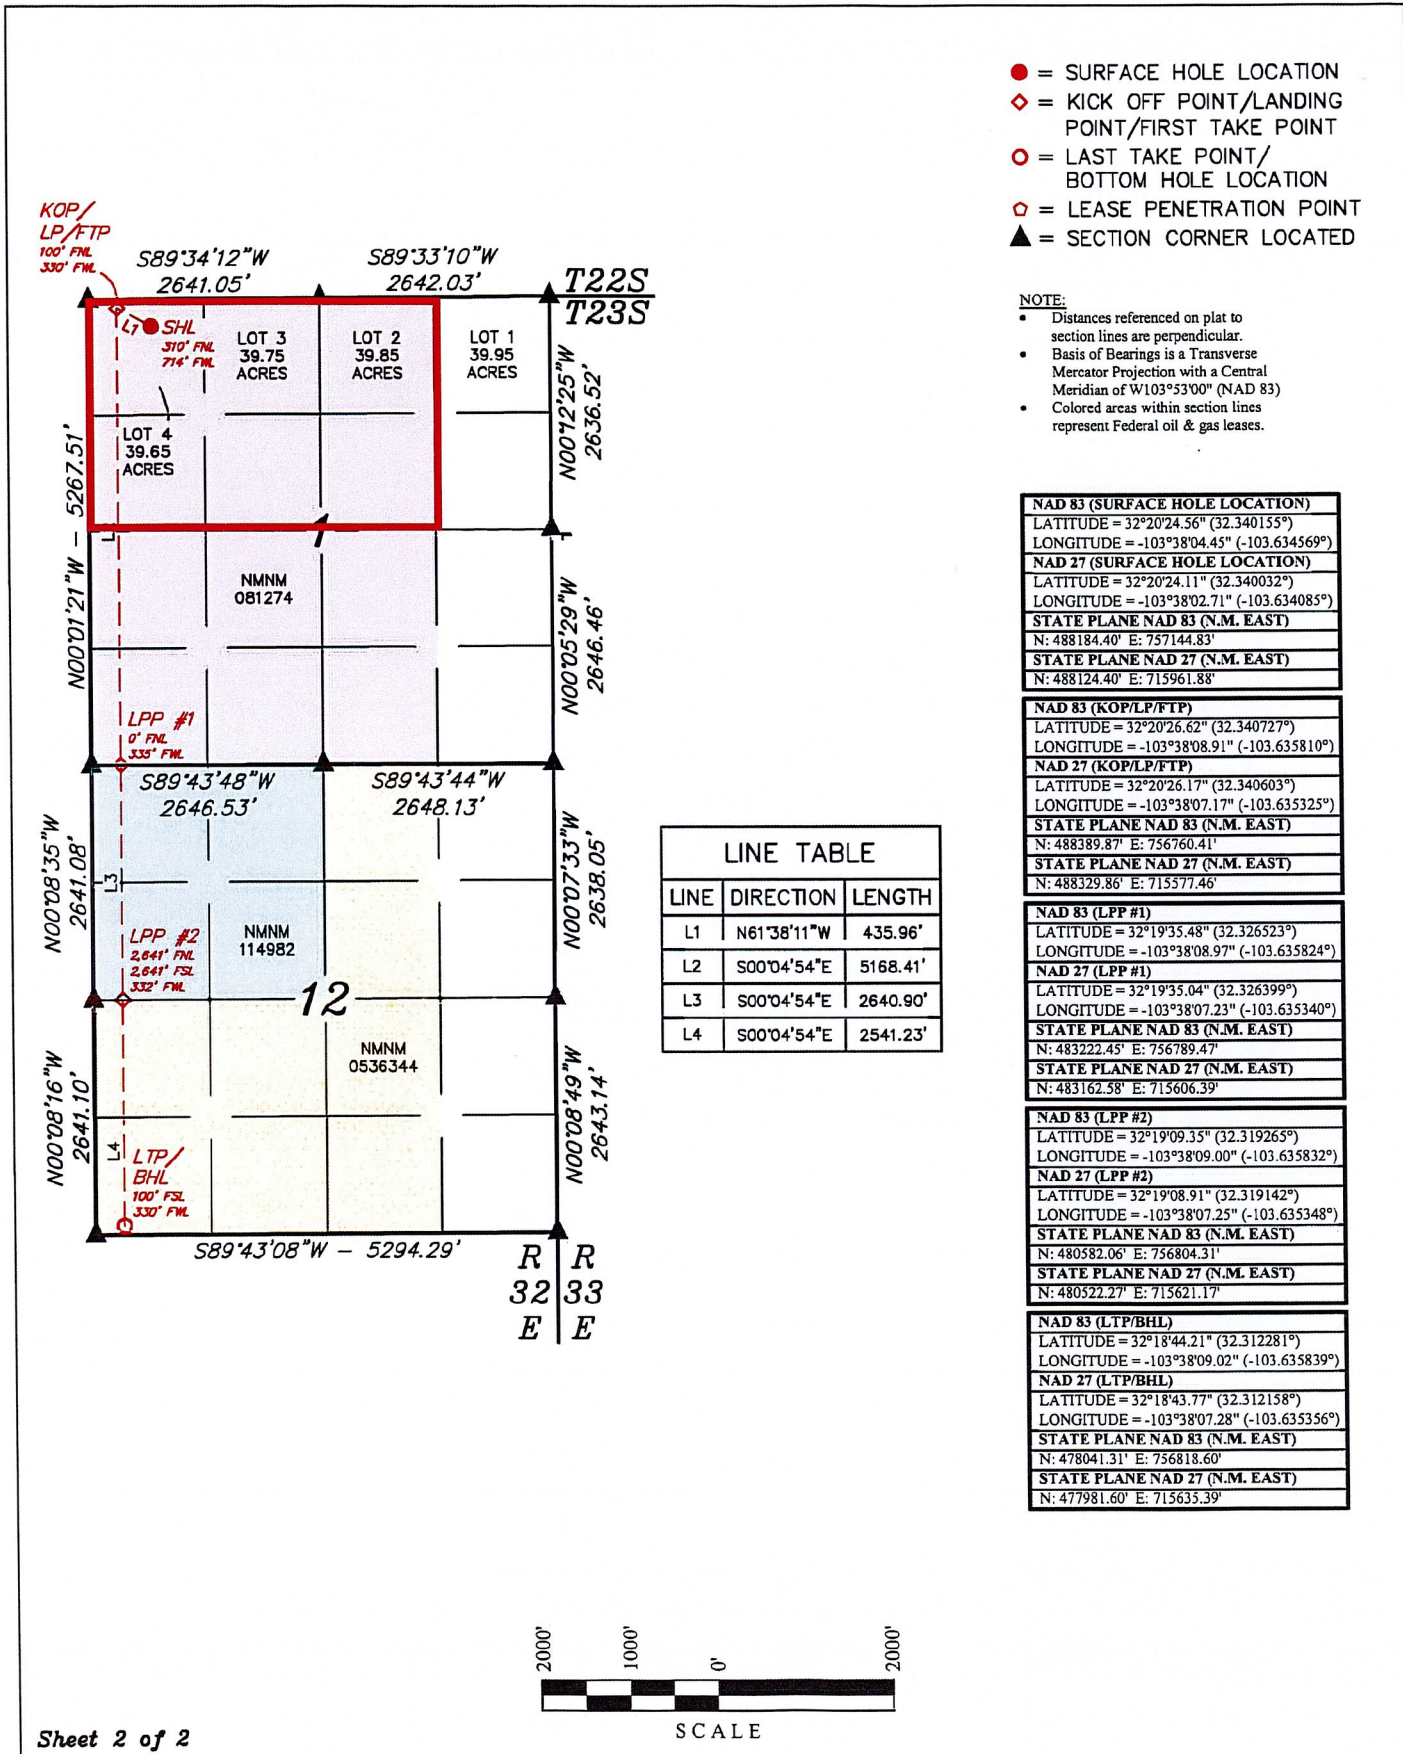 = SURFACE HOLE LOCATION
= KICK OFF POINT/LANDING
POINT/FIRST TAKE POINT
= LAST TAKE POINT/
BOTTOM HOLE LOCATION
= LEASE PENETRATION POINT
= SECTION CORNER LOCATED
NOTE:
• Distances referenced on plat to
section lines are perpendicular.
• Basis of Bearings is a Transverse
Mercator Projection with a Central
Meridian of W103°53'00" (NAD 83)
• Colored areas within section lines
represent Federal oil & gas leases.
KOP/
LP/FTP
100' FNL
330' FWL
S89°34'12"W
2641.05'
S89°33'10"W
2642.03'
T22S
T23S
L1
SHL
310' FNL
714' FWL
LOT 3
39.75
ACRES
LOT 2
39.85
ACRES
LOT 1
39.95
ACRES
LOT 4
39.65
ACRES
N00°12'25"W
2636.52'
N00°01'21"W – 5267.51'
1
NMNM
081274
N00°05'29"W
2646.46'
LPP #1
0' FNL
335' FWL
S89°43'48"W
2646.53'
S89°43'44"W
2648.13'
N00°08'35"W
2641.08'
L3
N00°07'33"W
2638.05'
LPP #2
2,641' FNL
2,641' FSL
332' FWL
NMNM
114982
12
NMNM
0536344
N00°08'16"W
2641.10'
L4
N00°08'49"W
2643.14'
LTP/
BHL
100' FSL
330' FWL
S89°43'08"W – 5294.29'
R R
32 33
E E
LINE TABLE
LINE DIRECTION LENGTH
L1 N61°38'11"W 435.96'
L2 S00°04'54"E 5168.41'
L3 S00°04'54"E 2640.90'
L4 S00°04'54"E 2541.23'
NAD 83 (SURFACE HOLE LOCATION)
LATITUDE = 32°20'24.56" (32.340155°)
LONGITUDE = -103°38'04.45" (-103.634569°)
NAD 27 (SURFACE HOLE LOCATION)
LATITUDE = 32°20'24.11" (32.340032°)
LONGITUDE = -103°38'02.71" (-103.634085°)
STATE PLANE NAD 83 (N.M. EAST)
N: 488184.40' E: 757144.83'
STATE PLANE NAD 27 (N.M. EAST)
N: 488124.40' E: 715961.88'
NAD 83 (KOP/LP/FTP)
LATITUDE = 32°20'26.62" (32.340727°)
LONGITUDE = -103°38'08.91" (-103.635810°)
NAD 27 (KOP/LP/FTP)
LATITUDE = 32°20'26.17" (32.340603°)
LONGITUDE = -103°38'07.17" (-103.635325°)
STATE PLANE NAD 83 (N.M. EAST)
N: 488389.87' E: 756760.41'
STATE PLANE NAD 27 (N.M. EAST)
N: 488329.86' E: 715577.46'
NAD 83 (LPP #1)
LATITUDE = 32°19'35.48" (32.326523°)
LONGITUDE = -103°38'08.97" (-103.635824°)
NAD 27 (LPP #1)
LATITUDE = 32°19'35.04" (32.326399°)
LONGITUDE = -103°38'07.23" (-103.635340°)
STATE PLANE NAD 83 (N.M. EAST)
N: 483222.45' E: 756789.47'
STATE PLANE NAD 27 (N.M. EAST)
N: 483162.58' E: 715606.39'
NAD 83 (LPP #2)
LATITUDE = 32°19'09.35" (32.319265°)
LONGITUDE = -103°38'09.00" (-103.635832°)
NAD 27 (LPP #2)
LATITUDE = 32°19'08.91" (32.319142°)
LONGITUDE = -103°38'07.25" (-103.635348°)
STATE PLANE NAD 83 (N.M. EAST)
N: 480582.06' E: 756804.31'
STATE PLANE NAD 27 (N.M. EAST)
N: 480522.27' E: 715621.17'
NAD 83 (LTP/BHL)
LATITUDE = 32°18'44.21" (32.312281°)
LONGITUDE = -103°38'09.02" (-103.635839°)
NAD 27 (LTP/BHL)
LATITUDE = 32°18'43.77" (32.312158°)
LONGITUDE = -103°38'07.28" (-103.635356°)
STATE PLANE NAD 83 (N.M. EAST)
N: 478041.31' E: 756818.60'
STATE PLANE NAD 27 (N.M. EAST)
N: 477981.60' E: 715635.39'
2000' 1000' 0' 2000'
SCALE
Sheet 2 of 2